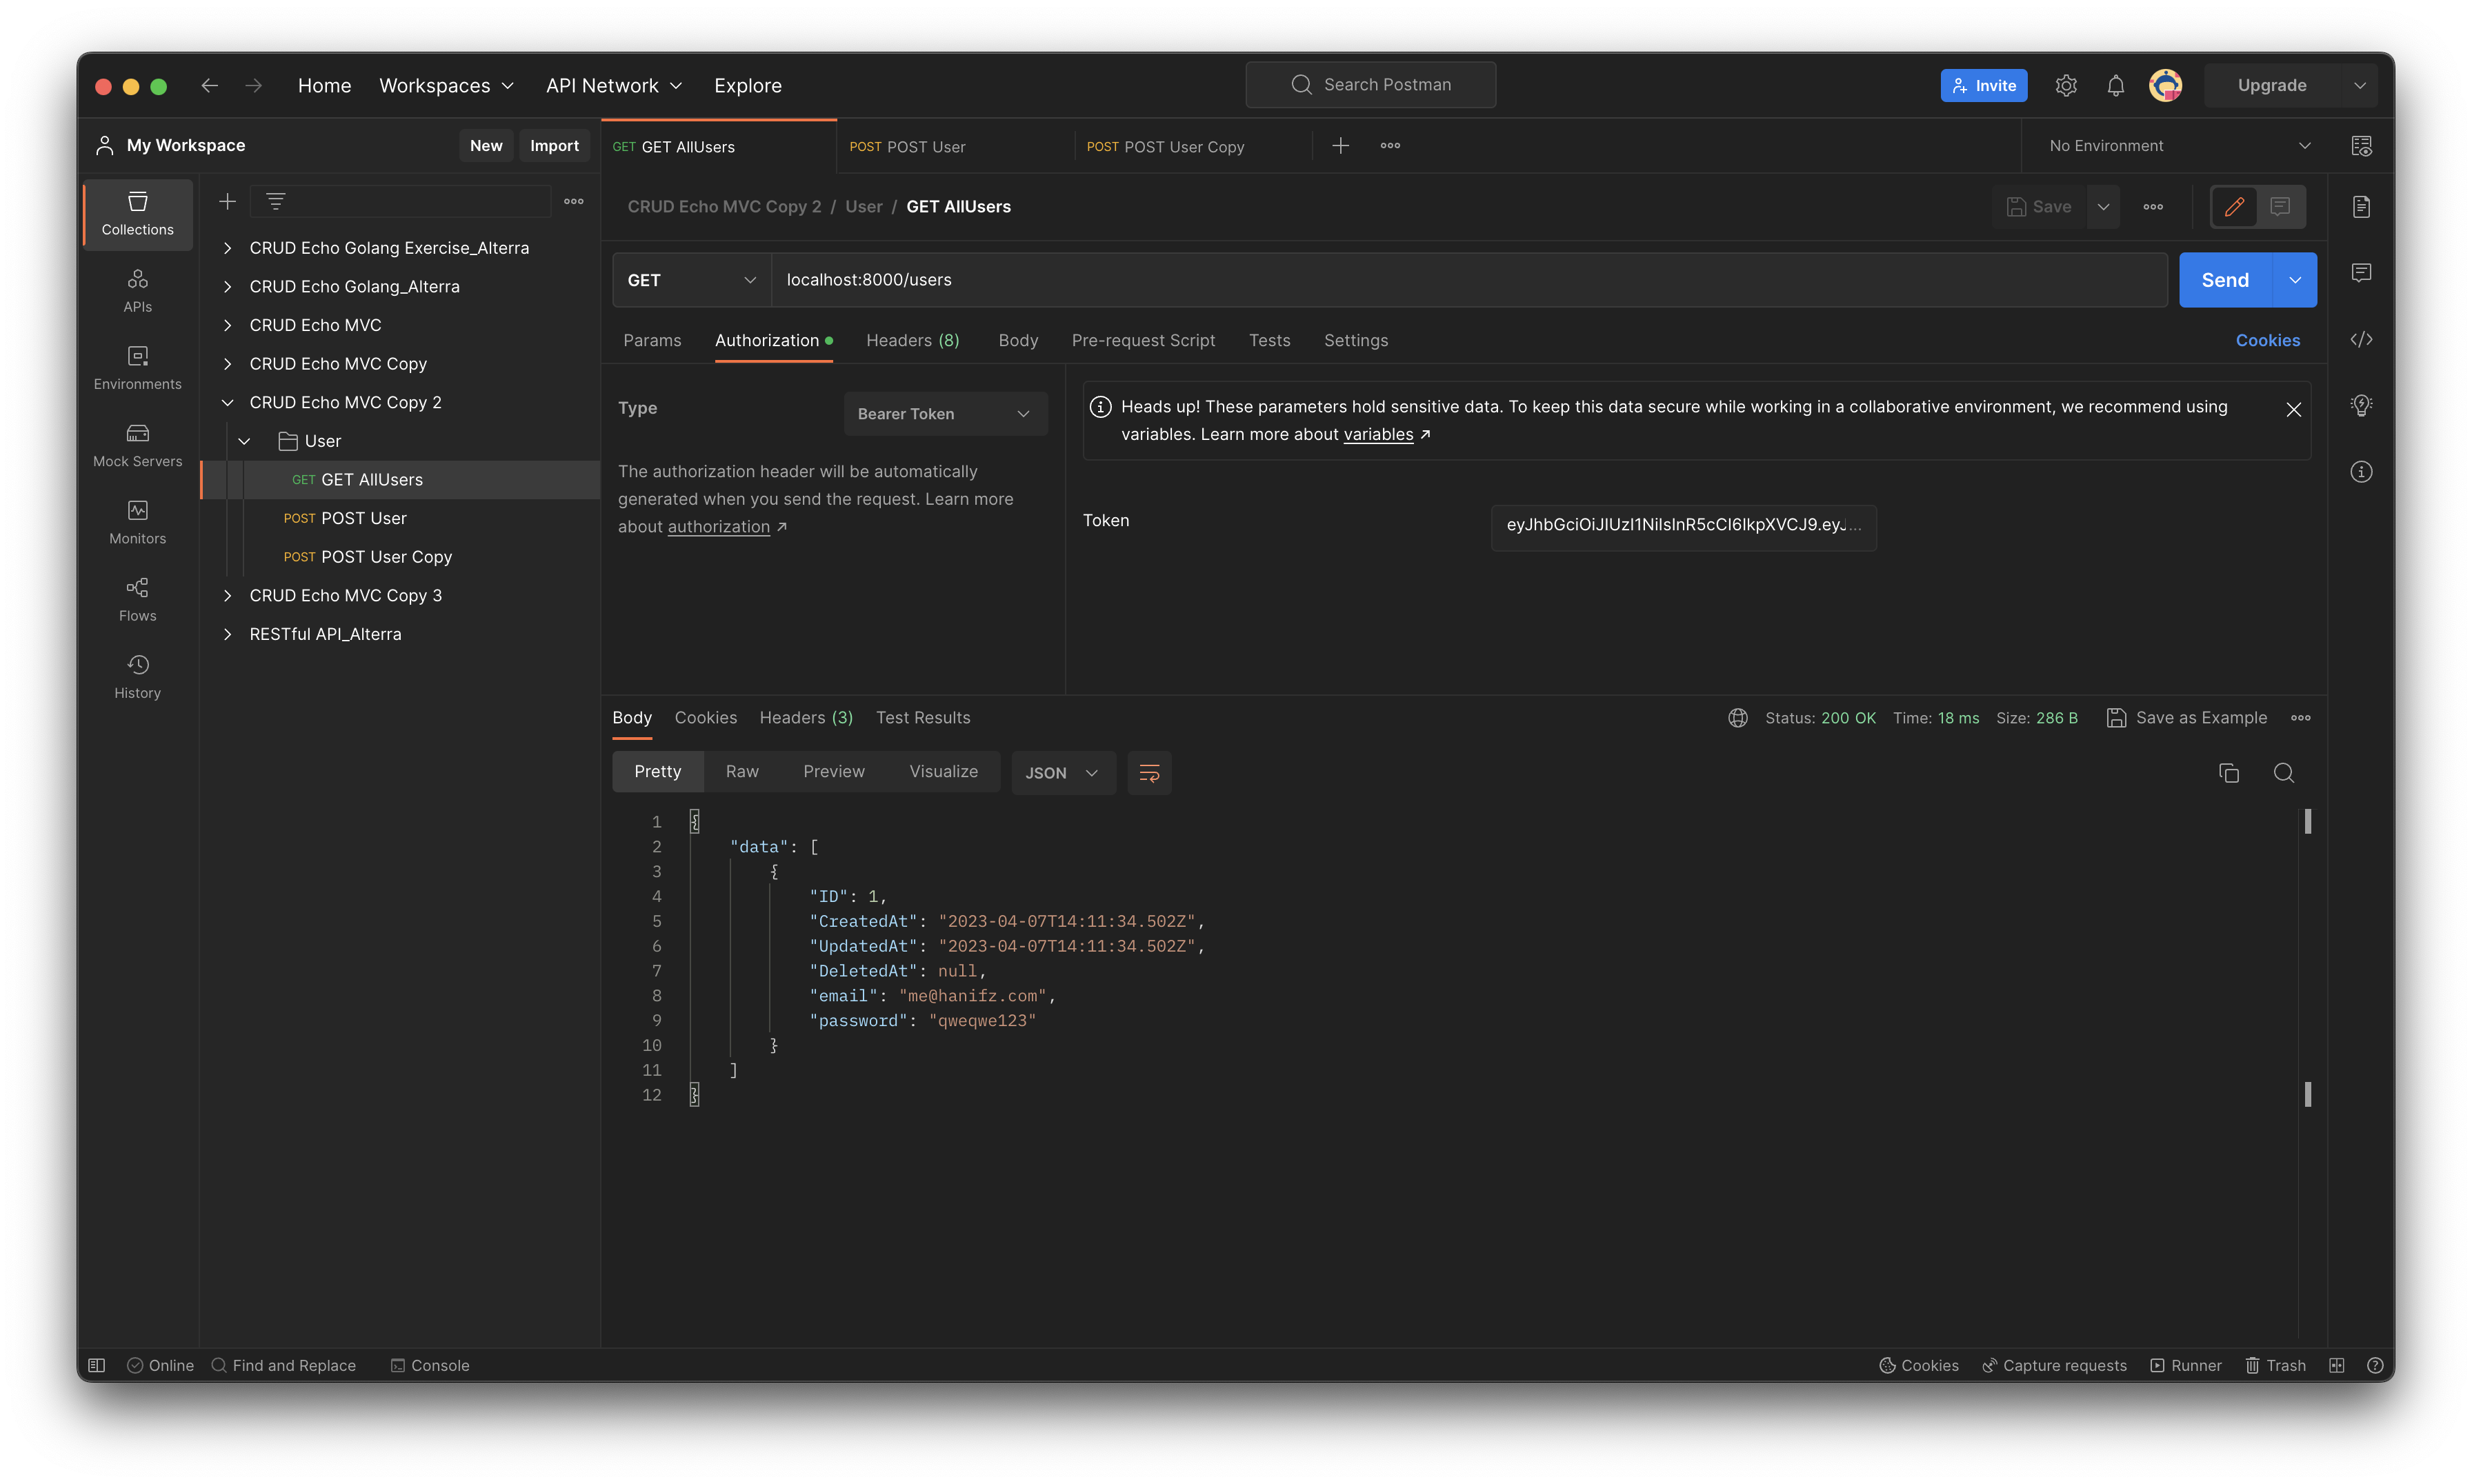 Home Workspaces API Network Explore Search Postman Invite Upgrade
My Workspace New Import
GET GET AllUsers POST POST User POST POST User Copy No Environment
Collections
APIs
Environments
Mock Servers
Monitors
Flows
History
CRUD Echo Golang Exercise_Alterra
CRUD Echo Golang_Alterra
CRUD Echo MVC
CRUD Echo MVC Copy
CRUD Echo MVC Copy 2
User
GET GET AllUsers
POST POST User
POST POST User Copy
CRUD Echo MVC Copy 3
RESTful API_Alterra
CRUD Echo MVC Copy 2 / User / GET AllUsers Save
GET localhost:8000/users Send
Params Authorization Headers (8) Body Pre-request Script Tests Settings Cookies
Type Bearer Token
The authorization header will be automatically
generated when you send the request. Learn more
about authorization ↗
Heads up! These parameters hold sensitive data. To keep this data secure while working in a collaborative environment, we recommend using
variables. Learn more about variables ↗
Token eyJhbGciOiJIUzI1NiIsInR5cCI6IkpXVCJ9.eyJ...
Body Cookies Headers (3) Test Results Status: 200 OK Time: 18 ms Size: 286 B Save as Example
Pretty Raw Preview Visualize JSON
1 {
2 "data": [
3 {
4 "ID": 1,
5 "CreatedAt": "2023-04-07T14:11:34.502Z",
6 "UpdatedAt": "2023-04-07T14:11:34.502Z",
7 "DeletedAt": null,
8 "email": "me@hanifz.com",
9 "password": "qweqwe123"
10 }
11 ]
12 }
Online Find and Replace Console Cookies Capture requests Runner Trash